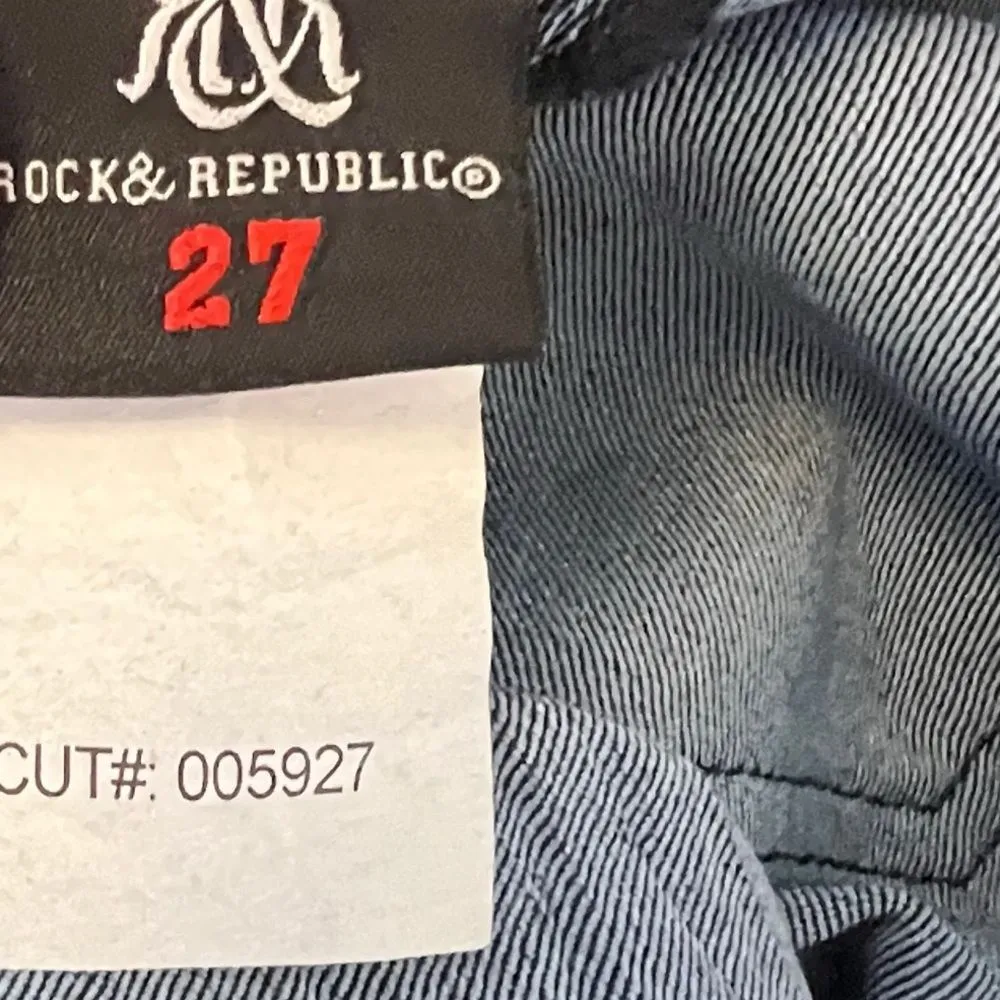 ROCK& REPUBLIC®
27
CUT#: 005927